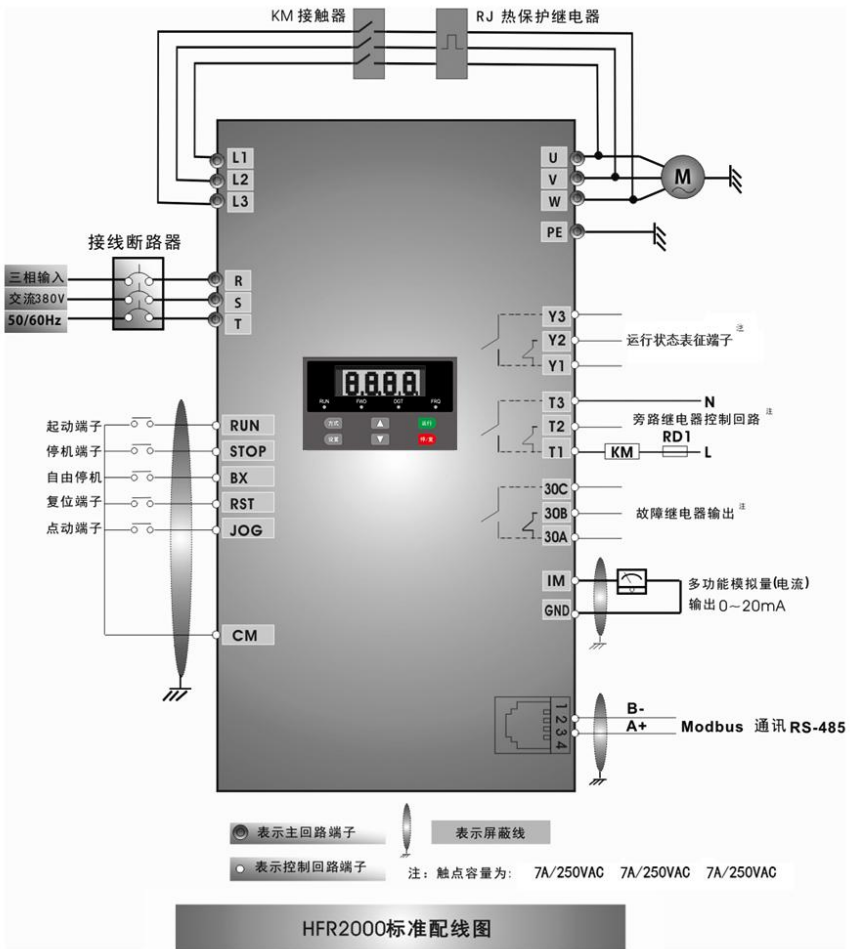 KM 接触器
RJ 热保护继电器
L1
L2
L3
U
V
W
PE
M
接线断路器
三相输入
交流380V
50/60Hz
R
S
T
Y3
Y2
Y1
运行状态表征端子 注
8.8.8.8.
RUN FWD DGT FRQ
方式 ▲ 运行
设置 ▼ 停/复
T3
T2
T1
N
旁路继电器控制回路 注
RD1
KM
L
起动端子
停机端子
自由停机
复位端子
点动端子
RUN
STOP
BX
RST
JOG
CM
30C
30B
30A
故障继电器输出 注
IM
GND
多功能模拟量(电流)
输出0~20mA
1
2
3
4
B-
A+
Modbus 通讯 RS-485
表示主回路端子
表示屏蔽线
表示控制回路端子
注: 触点容量为: 7A/250VAC 7A/250VAC 7A/250VAC
HFR2000标准配线图